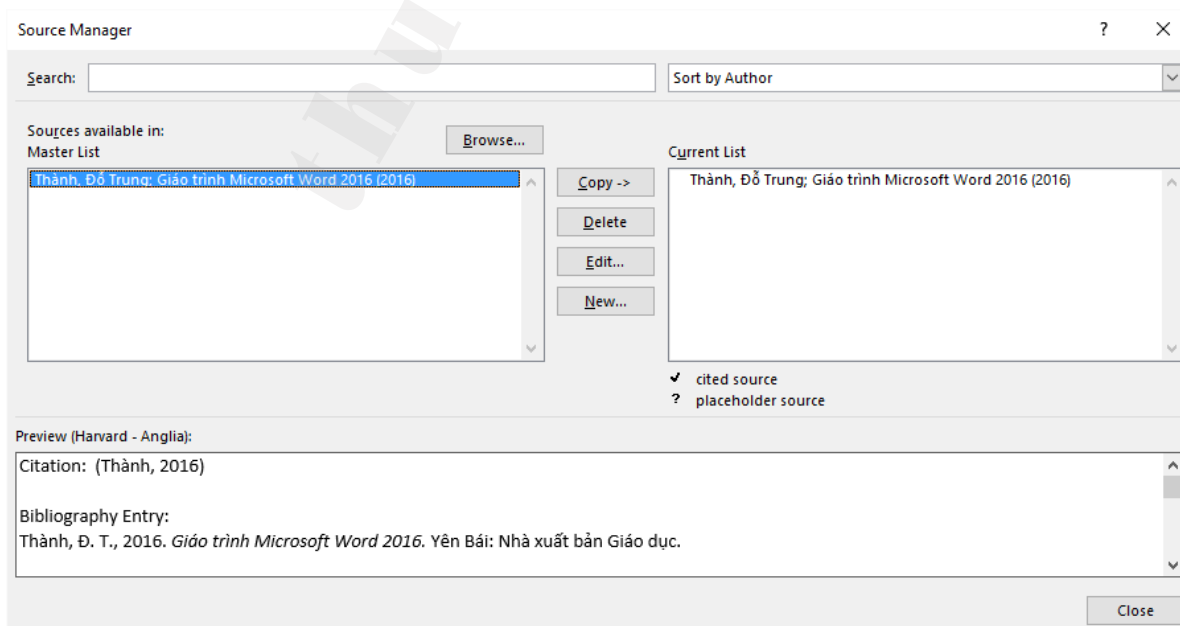 Source Manager
?
Search:
Sort by Author
Sources available in:
Master List
Browse...
Current List
Thành, Đỗ Trung; Giáo trình Microsoft Word 2016 (2016)
Copy ->
Delete
Edit...
New...
Thành, Đỗ Trung; Giáo trình Microsoft Word 2016 (2016)
cited source
? placeholder source
Preview (Harvard - Anglia):
Citation: (Thành, 2016)
Bibliography Entry:
Thành, Đ. T., 2016. Giáo trình Microsoft Word 2016. Yên Bái: Nhà xuất bản Giáo dục.
Close
thu